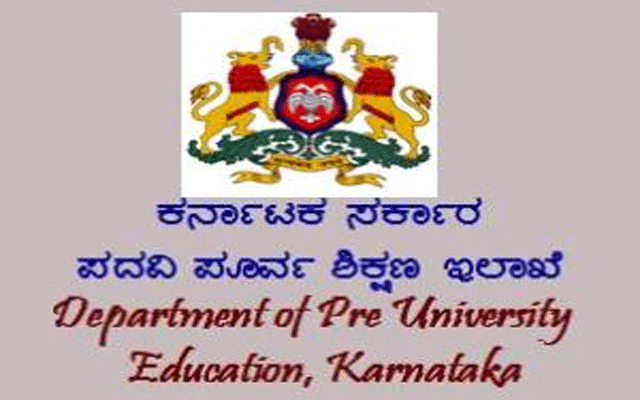 ಕರ್ನಾಟಕ ಸರ್ಕಾರ
ಪದವಿ ಪೂರ್ವ ಶಿಕ್ಷಣ ಇಲಾಖೆ
Department of Pre University
Education, Karnataka